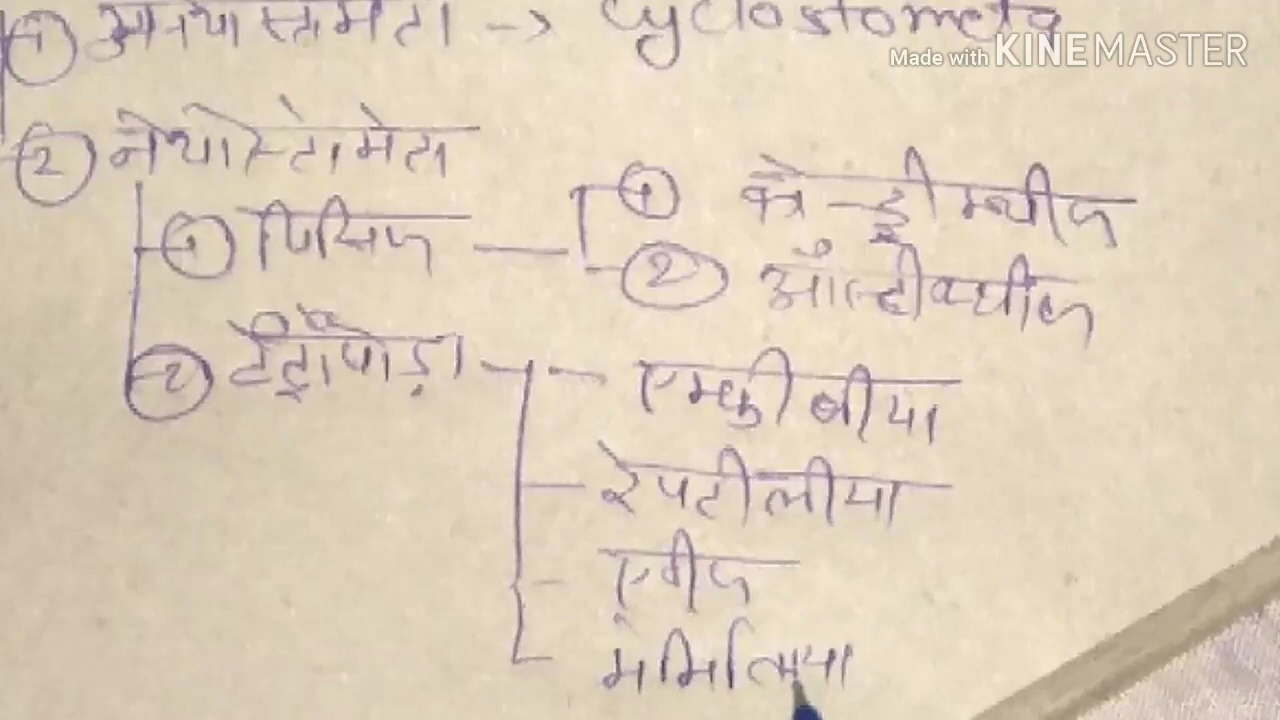 ① अनेथोस्तोमेटा -> Cyclostometa
Made with KINEMASTER
② नेथोस्टोमेटा
① पिसिज
① कौन्ड्रीक्थीज
② ऑस्टीक्थीज
② टेट्रापोडा
एम्फीबीया
रेपटीलीया
एवीज
ममिलिया